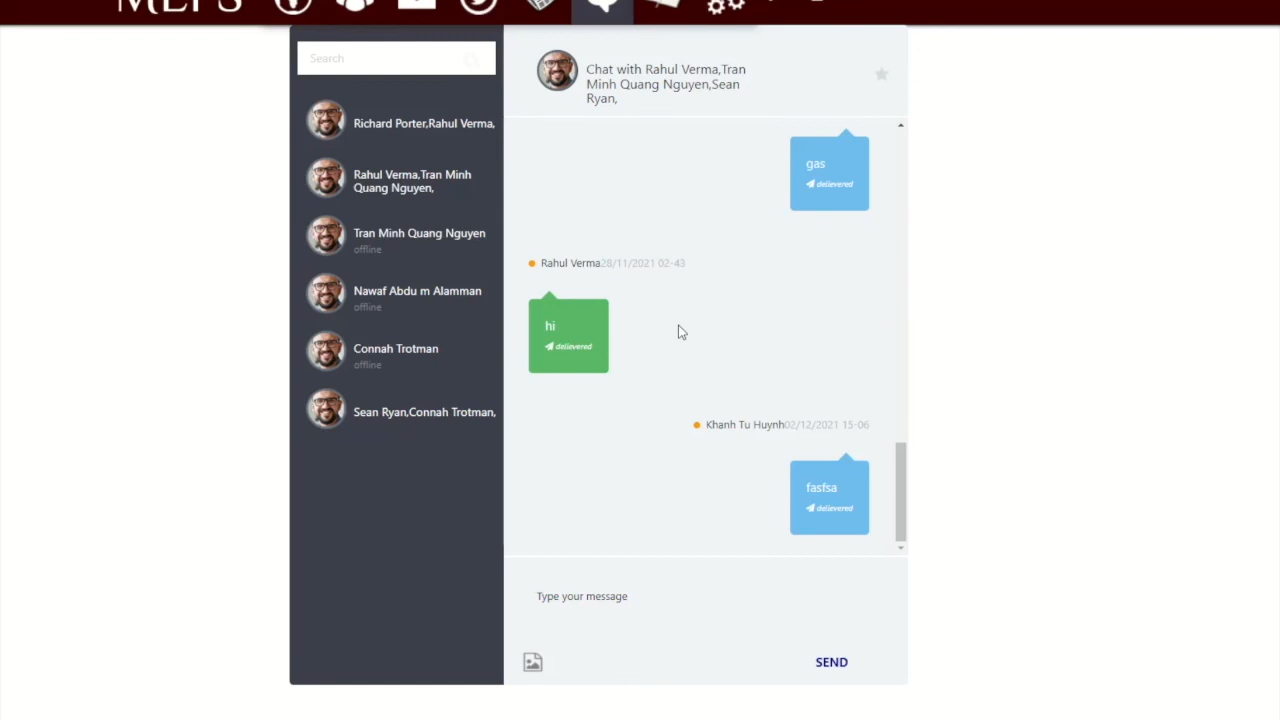 MEPS
Search
Richard Porter,Rahul Verma,
Rahul Verma,Tran Minh
Quang Nguyen,
Tran Minh Quang Nguyen
offline
Nawaf Abdu m Alamman
offline
Connah Trotman
offline
Sean Ryan,Connah Trotman,
Chat with Rahul Verma,Tran
Minh Quang Nguyen,Sean
Ryan,
gas
delievered
Rahul Verma28/11/2021 02-43
hi
delievered
Khanh Tu Huynh02/12/2021 15-06
fasfsa
delievered
Type your message
SEND